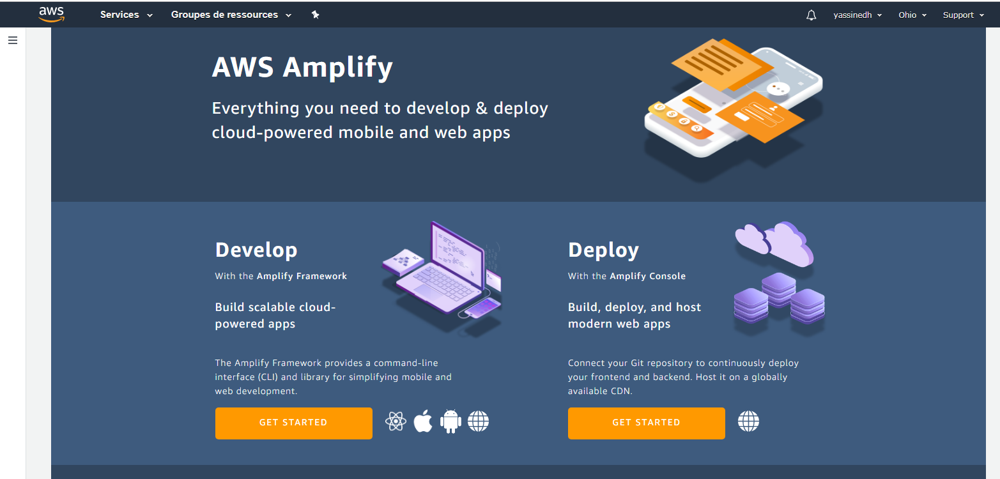 aws Services Groupes de ressources yassinedh Ohio Support
AWS Amplify
Everything you need to develop & deploy
cloud-powered mobile and web apps
Develop
With the Amplify Framework
Build scalable cloud-
powered apps
The Amplify Framework provides a command-line
interface (CLI) and library for simplifying mobile and
web development.
GET STARTED
Deploy
With the Amplify Console
Build, deploy, and host
modern web apps
Connect your Git repository to continuously deploy
your frontend and backend. Host it on a globally
available CDN.
GET STARTED